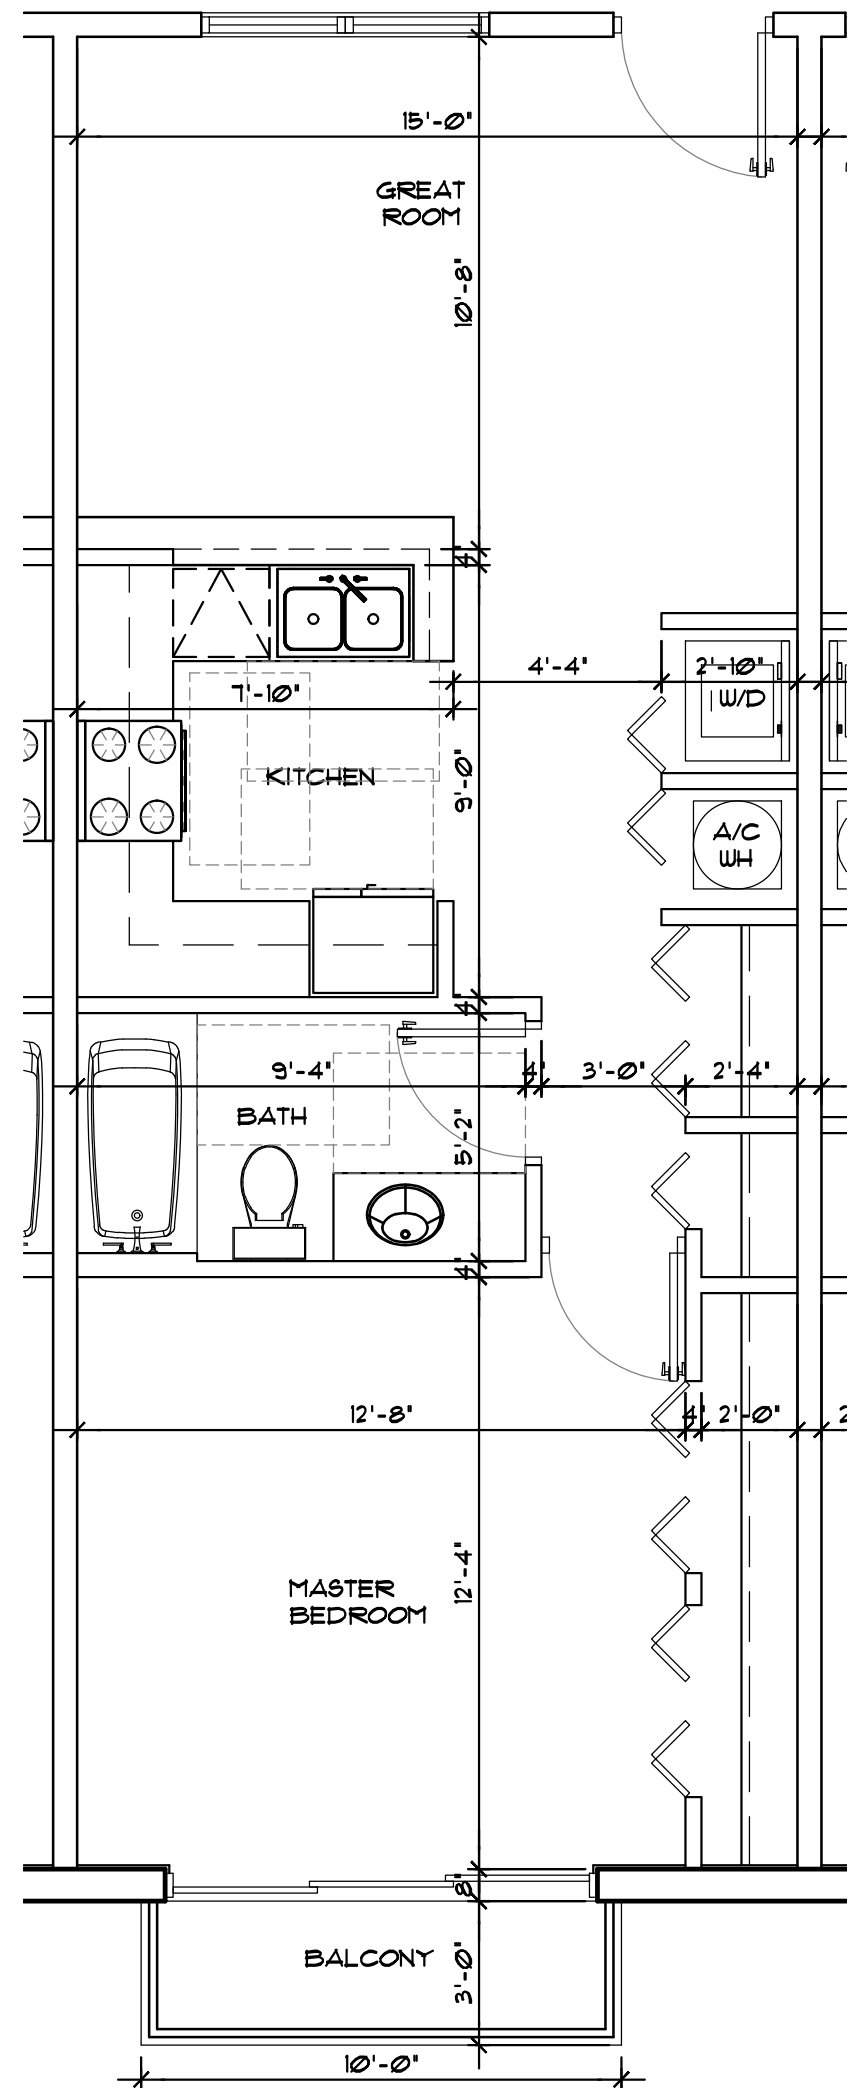 15'-0"
GREAT
ROOM
10'-8"
4"
4'-4"
2'-10"
W/D
7'-10"
KITCHEN
9'-0"
A/C
WH
4"
9'-4"
4"
3'-0"
2'-4"
BATH
5'-2"
4"
12'-8"
4"
2'-0"
12'-4"
MASTER
BEDROOM
8"
BALCONY
3'-0"
10'-0"